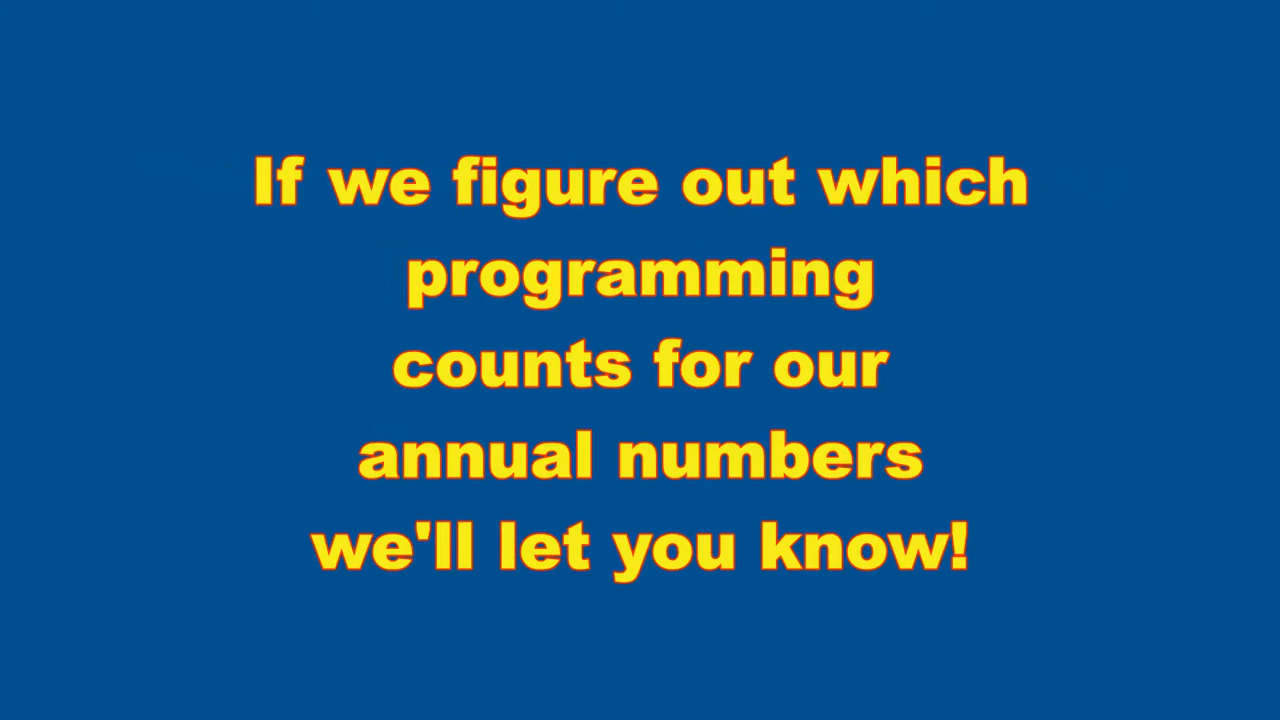 If we figure out which
programming
counts for our
annual numbers
we'll let you know!